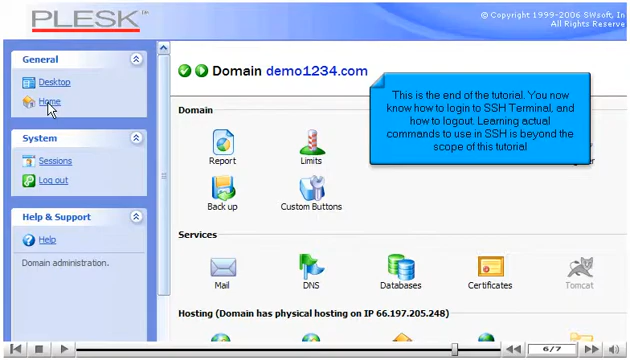 PLESK™
© Copyright 1999-2006 SWsoft, In
All Rights Reserve
General
Desktop
Home
System
Sessions
Log out
Help & Support
Help
Domain administration.
Domain demo1234.com
This is the end of the tutorial. You now
know how to login to SSH Terminal, and
how to logout. Learning actual
commands to use in SSH is beyond the
scope of this tutorial
Domain
Report
Limits
Back up
Custom Buttons
Services
Mail
DNS
Databases
Certificates
Tomcat
Hosting (Domain has physical hosting on IP 66.197.205.248)
6/7